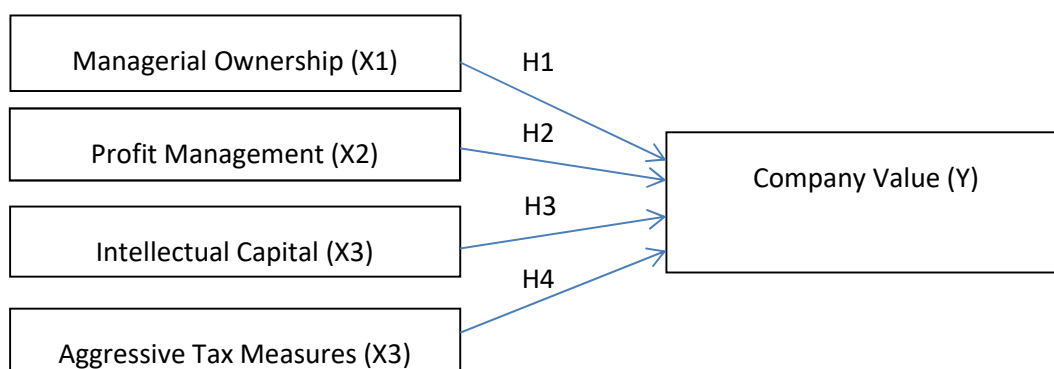 Managerial Ownership (X1)
H1
Profit Management (X2)
H2
Company Value (Y)
Intellectual Capital (X3)
H3
H4
Aggressive Tax Measures (X3)